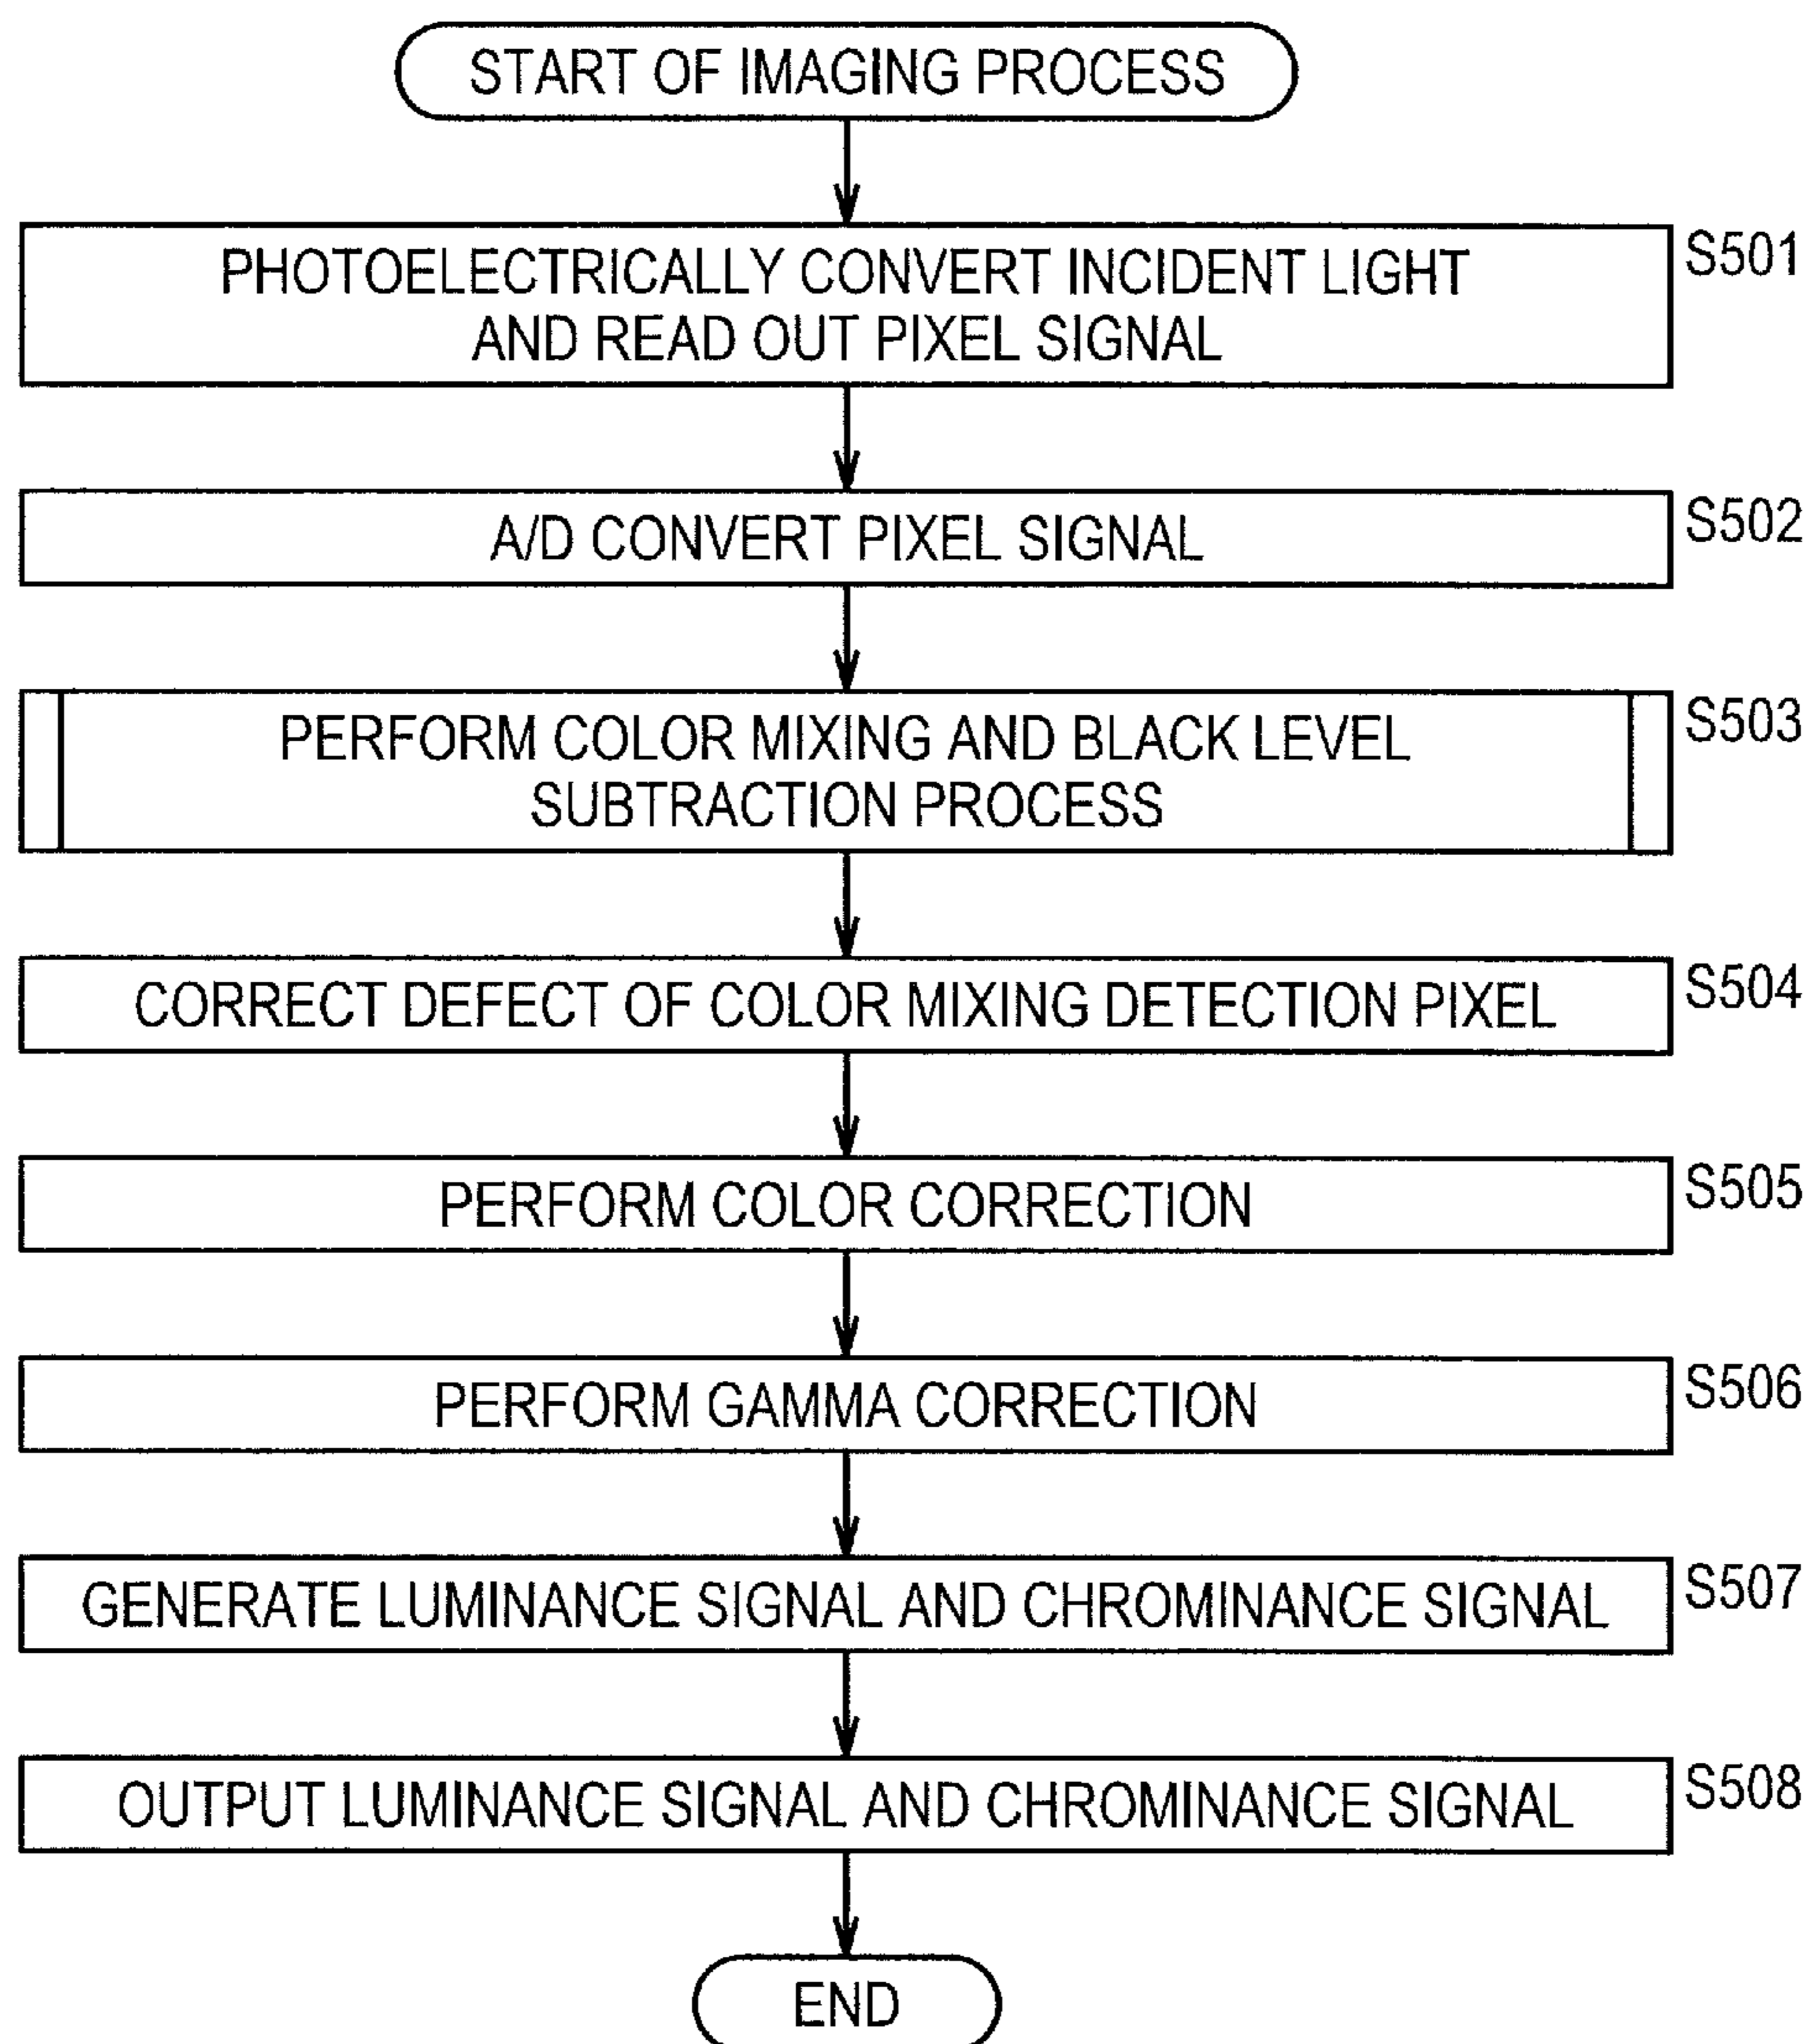 START OF IMAGING PROCESS
PHOTOELECTRICALLY CONVERT INCIDENT LIGHT
AND READ OUT PIXEL SIGNAL
S501
A/D CONVERT PIXEL SIGNAL
S502
PERFORM COLOR MIXING AND BLACK LEVEL
SUBTRACTION PROCESS
S503
CORRECT DEFECT OF COLOR MIXING DETECTION PIXEL
S504
PERFORM COLOR CORRECTION
S505
PERFORM GAMMA CORRECTION
S506
GENERATE LUMINANCE SIGNAL AND CHROMINANCE SIGNAL
S507
OUTPUT LUMINANCE SIGNAL AND CHROMINANCE SIGNAL
S508
END